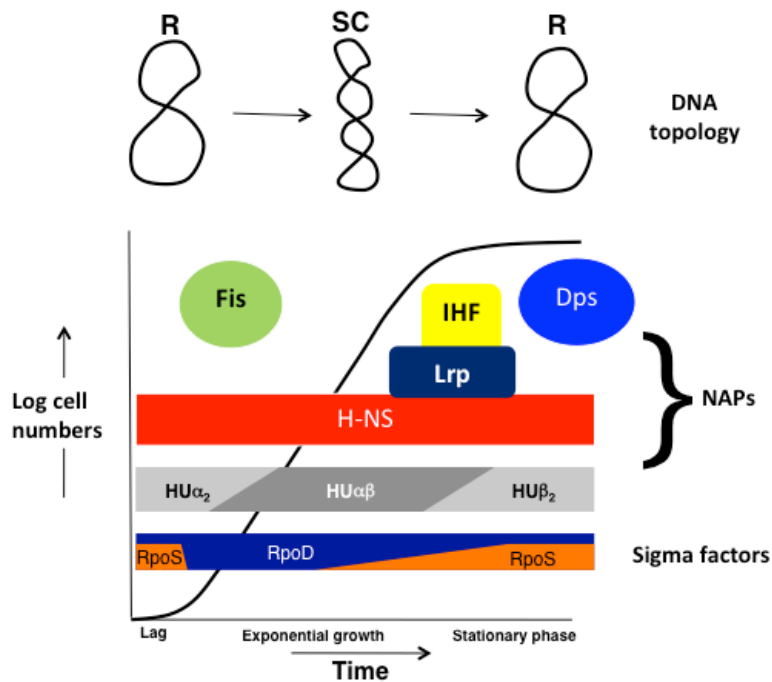 R
SC
R
DNA
topology
Fis
IHF
Dps
Lrp
Log cell
numbers
H-NS
NAPs
HUα₂
HUαβ
HUβ₂
RpoS
RpoD
RpoS
Sigma factors
Lag
Exponential growth
Stationary phase
Time